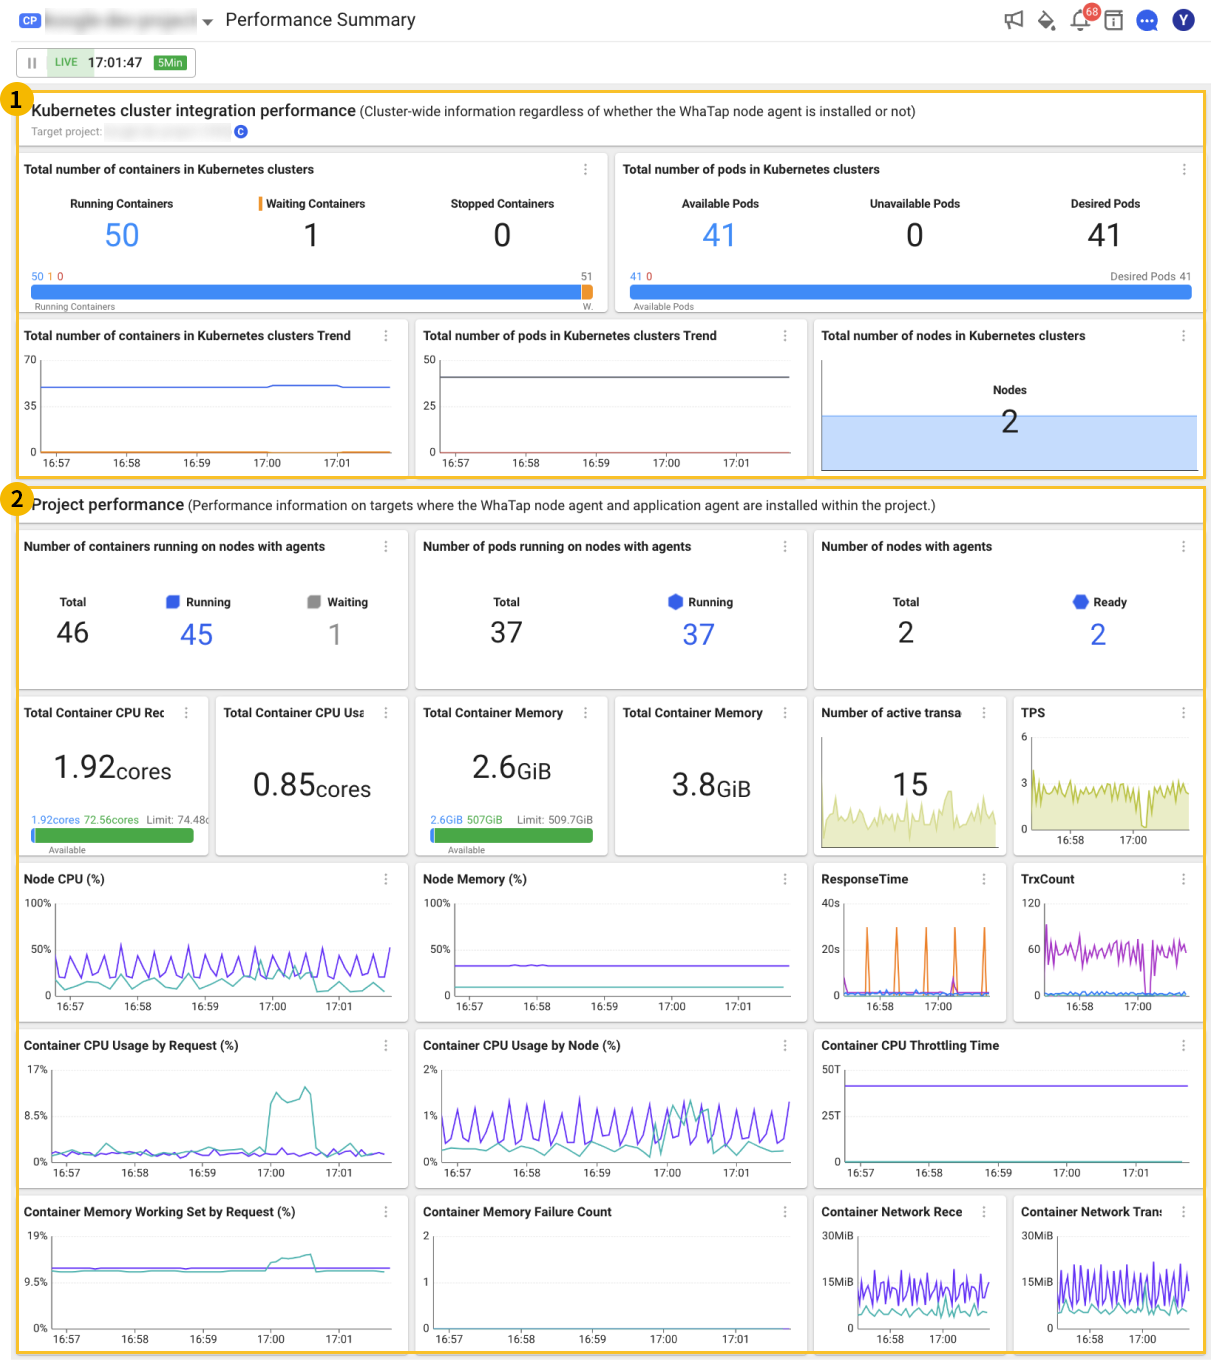 CP Performance Summary 68 Y
LIVE 17:01:47 5Min
1
Kubernetes cluster integration performance (Cluster-wide information regardless of whether the WhaTap node agent is installed or not)
Target project: C
Total number of containers in Kubernetes clusters
Running Containers Waiting Containers Stopped Containers
50 1 0
50 1 0 51
Running Containers W.
Total number of pods in Kubernetes clusters
Available Pods Unavailable Pods Desired Pods
41 0 41
41 0 Desired Pods 41
Available Pods
Total number of containers in Kubernetes clusters Trend
70
35
0
16:57 16:58 16:59 17:00 17:01
Total number of pods in Kubernetes clusters Trend
50
25
0
16:57 16:58 16:59 17:00 17:01
Total number of nodes in Kubernetes clusters
Nodes
2
2
Project performance (Performance information on targets where the WhaTap node agent and application agent are installed within the project.)
Number of containers running on nodes with agents
Total Running Waiting
46 45 1
Number of pods running on nodes with agents
Total Running
37 37
Number of nodes with agents
Total Ready
2 2
Total Container CPU Rec
1.92cores
1.92cores 72.56cores Limit: 74.48c
Available
Total Container CPU Usa
0.85cores
Total Container Memory
2.6GiB
2.6GiB 507GiB Limit: 509.7GiB
Available
Total Container Memory
3.8GiB
Number of active transa
15
TPS
6
3
0
16:58 17:00
Node CPU (%)
100%
50%
0
16:57 16:58 16:59 17:00 17:01
Node Memory (%)
100%
50%
0
16:57 16:58 16:59 17:00 17:01
ResponseTime
40s
20s
0
16:58 17:00
TrxCount
120
60
0
16:58 17:00
Container CPU Usage by Request (%)
17%
8.5%
0%
16:57 16:58 16:59 17:00 17:01
Container CPU Usage by Node (%)
2%
1%
0%
16:57 16:58 16:59 17:00 17:01
Container CPU Throttling Time
50T
25T
0
16:57 16:58 16:59 17:00 17:01
Container Memory Working Set by Request (%)
19%
9.5%
0%
16:57 16:58 16:59 17:00 17:01
Container Memory Failure Count
2
1
0
16:57 16:58 16:59 17:00 17:01
Container Network Rece
30MiB
15MiB
0
16:58 17:00
Container Network Trans
30MiB
15MiB
0
16:58 17:00